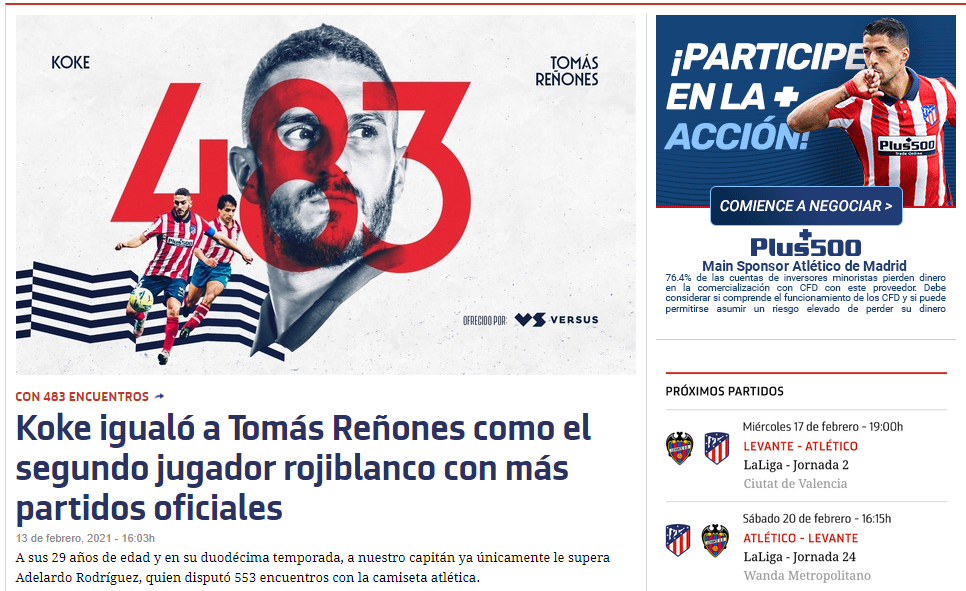 KOKE
TOMÁS
REÑONES
483
OFRECIDO POR: VS VERSUS
CON 483 ENCUENTROS
Koke igualó a Tomás Reñones como el
segundo jugador rojiblanco con más
partidos oficiales
13 de febrero, 2021 - 16:03h
A sus 29 años de edad y en su duodécima temporada, a nuestro capitán ya únicamente le supera
Adelardo Rodríguez, quien disputó 553 encuentros con la camiseta atlética.
¡PARTICIPE
EN LA +
ACCIÓN!
Plus500
Trade Online
COMIENCE A NEGOCIAR >
Plus500
Main Sponsor Atlético de Madrid
76.4% de las cuentas de inversores minoristas pierden dinero
en la comercialización con CFD con este proveedor. Debe
considerar si comprende el funcionamiento de los CFD y si puede
permitirse asumir un riesgo elevado de perder su dinero
PRÓXIMOS PARTIDOS
Miércoles 17 de febrero - 19:00h
LEVANTE - ATLÉTICO
LaLiga - Jornada 2
Ciutat de Valencia
Sábado 20 de febrero - 16:15h
ATLÉTICO - LEVANTE
LaLiga - Jornada 24
Wanda Metropolitano